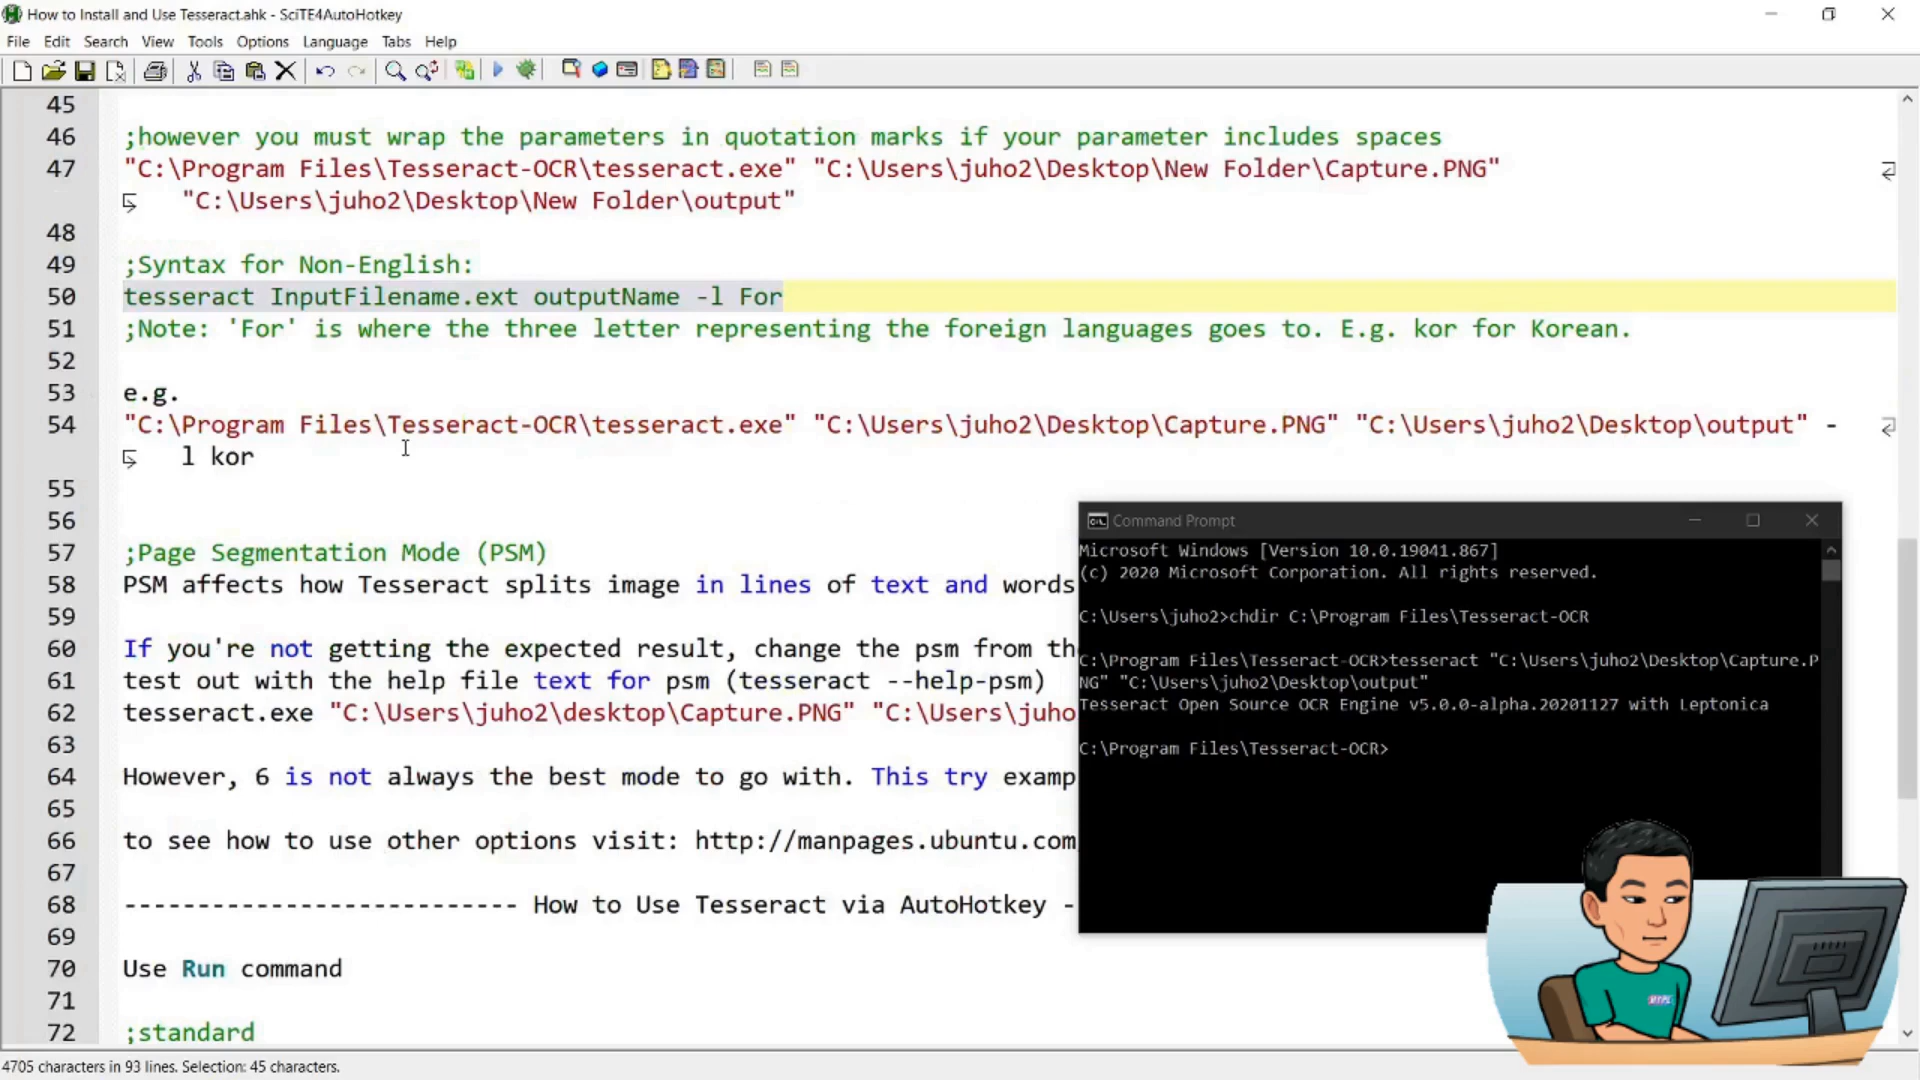 How to Install and Use Tesseract.ahk - SciTE4AutoHotkey
File Edit Search View Tools Options Language Tabs Help
45
46 ;however you must wrap the parameters in quotation marks if your parameter includes spaces
47 "C:\Program Files\Tesseract-OCR\tesseract.exe" "C:\Users\juho2\Desktop\New Folder\Capture.PNG"
"C:\Users\juho2\Desktop\New Folder\output"
48
49 ;Syntax for Non-English:
50 tesseract InputFilename.ext outputName -l For
51 ;Note: 'For' is where the three letter representing the foreign languages goes to. E.g. kor for Korean.
52
53 e.g.
54 "C:\Program Files\Tesseract-OCR\tesseract.exe" "C:\Users\juho2\Desktop\Capture.PNG" "C:\Users\juho2\Desktop\output" -
l kor
55
56
57 ;Page Segmentation Mode (PSM)
58 PSM affects how Tesseract splits image in lines of text and words
59
60 If you're not getting the expected result, change the psm from th
61 test out with the help file text for psm (tesseract --help-psm)
62 tesseract.exe "C:\Users\juho2\desktop\Capture.PNG" "C:\Users\juho
63
64 However, 6 is not always the best mode to go with. This try examp
65
66 to see how to use other options visit: http://manpages.ubuntu.com
67
68 --------------------------- How to Use Tesseract via AutoHotkey -
69
70 Use Run command
71
72 ;standard
Command Prompt
Microsoft Windows [Version 10.0.19041.867]
(c) 2020 Microsoft Corporation. All rights reserved.
C:\Users\juho2>chdir C:\Program Files\Tesseract-OCR
C:\Program Files\Tesseract-OCR>tesseract "C:\Users\juho2\Desktop\Capture.P
NG" "C:\Users\juho2\Desktop\output"
Tesseract Open Source OCR Engine v5.0.0-alpha.20201127 with Leptonica
C:\Program Files\Tesseract-OCR>
4705 characters in 93 lines. Selection: 45 characters.